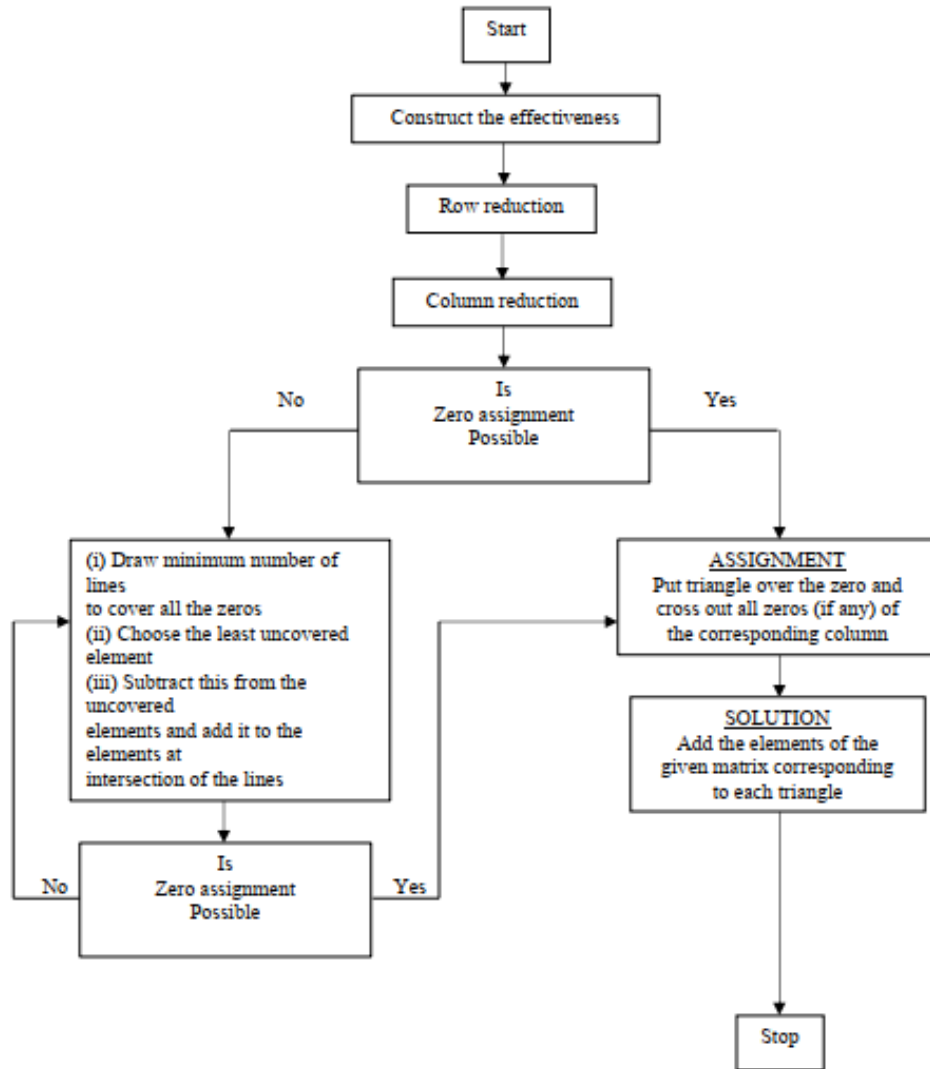 Start
Construct the effectiveness
Row reduction
Column reduction
Is
Zero assignment
Possible
No
Yes
(i) Draw minimum number of
lines
to cover all the zeros
(ii) Choose the least uncovered
element
(iii) Subtract this from the
uncovered
elements and add it to the
elements at
intersection of the lines
ASSIGNMENT
Put triangle over the zero and
cross out all zeros (if any) of
the corresponding column
SOLUTION
Add the elements of the
given matrix corresponding
to each triangle
Is
Zero assignment
Possible
No
Yes
Stop